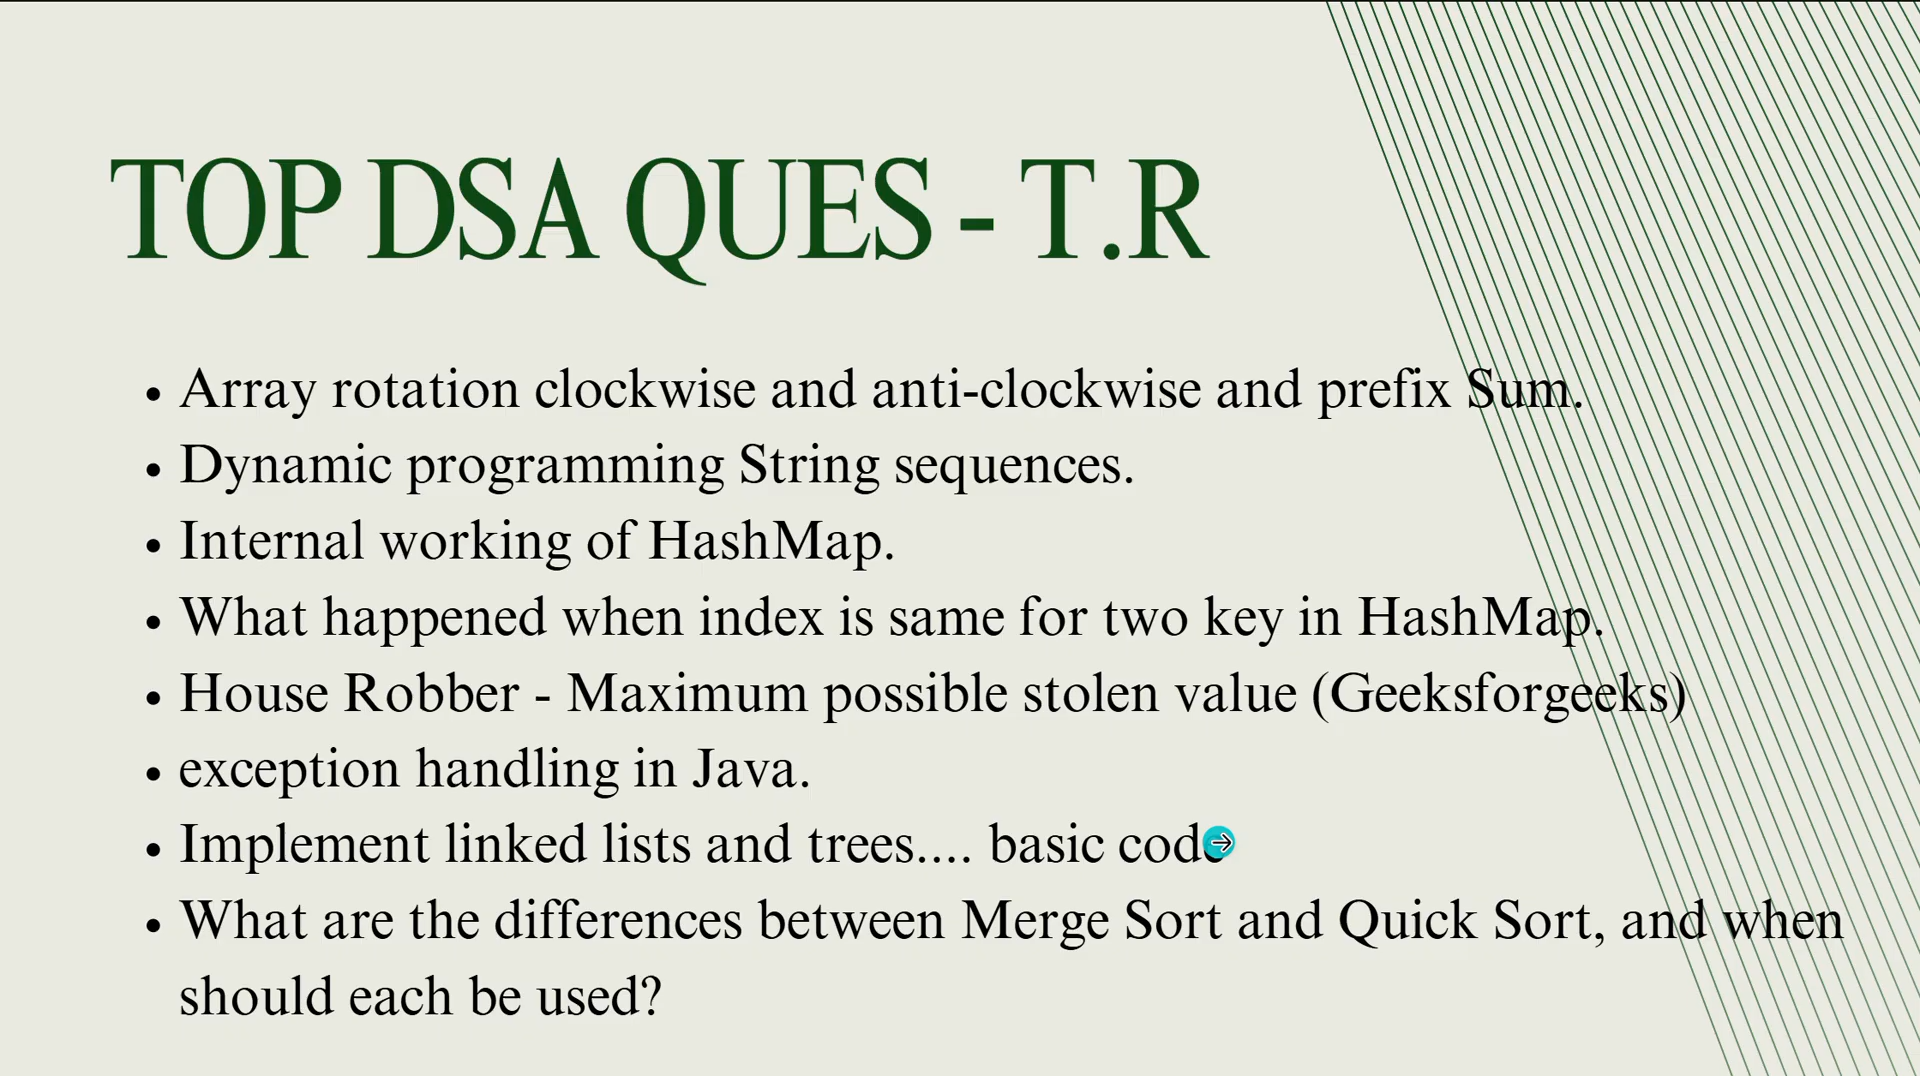 TOP DSA QUES - T.R
• Array rotation clockwise and anti-clockwise and prefix Sum.
• Dynamic programming String sequences.
• Internal working of HashMap.
• What happened when index is same for two key in HashMap.
• House Robber - Maximum possible stolen value (Geeksforgeeks)
• exception handling in Java.
• Implement linked lists and trees.... basic code
• What are the differences between Merge Sort and Quick Sort, and when
should each be used?